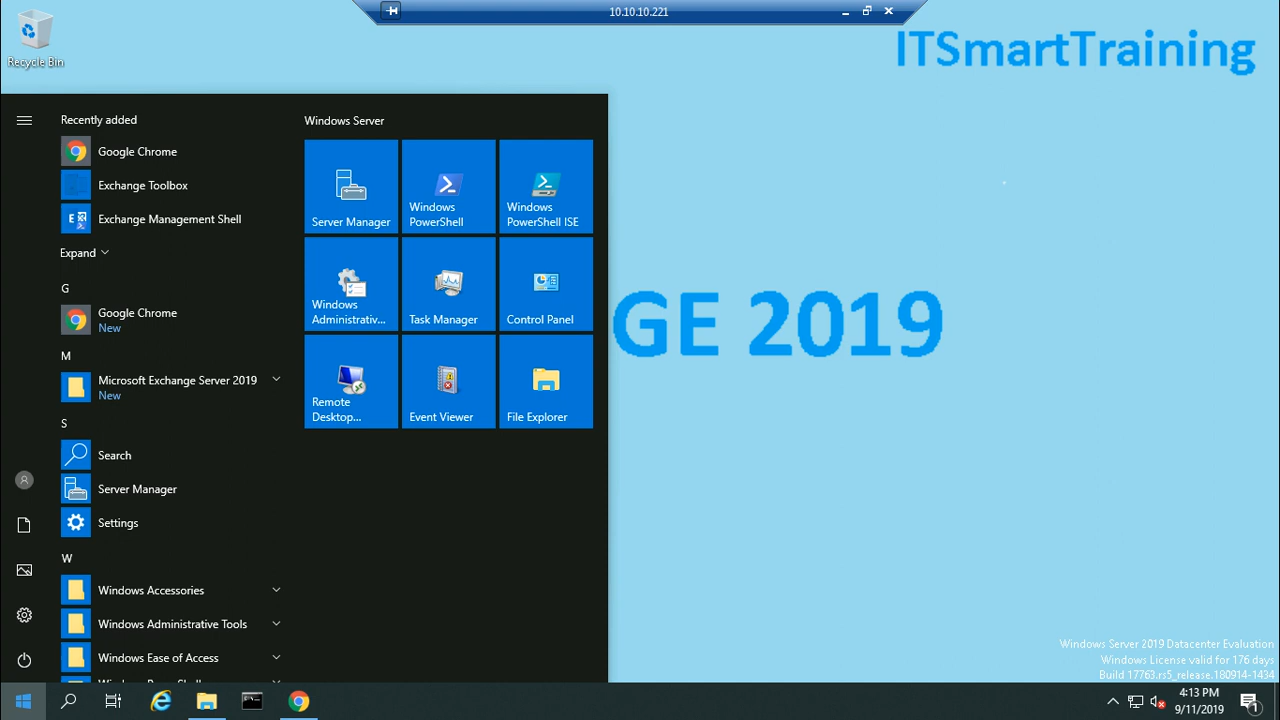 10.10.10.221
Recycle Bin
ITSmartTraining
GE 2019
Recently added
Google Chrome
Exchange Toolbox
Exchange Management Shell
Expand
G
Google Chrome
New
M
Microsoft Exchange Server 2019
New
S
Search
Server Manager
Settings
W
Windows Accessories
Windows Administrative Tools
Windows Ease of Access
Windows Server
Server Manager
Windows
PowerShell
Windows
PowerShell ISE
Windows
Administrativ...
Task Manager
Control Panel
Remote
Desktop...
Event Viewer
File Explorer
Windows Server 2019 Datacenter Evaluation
Windows License valid for 176 days
Build 17763.rs5_release.180914-1434
4:13 PM
9/11/2019
1